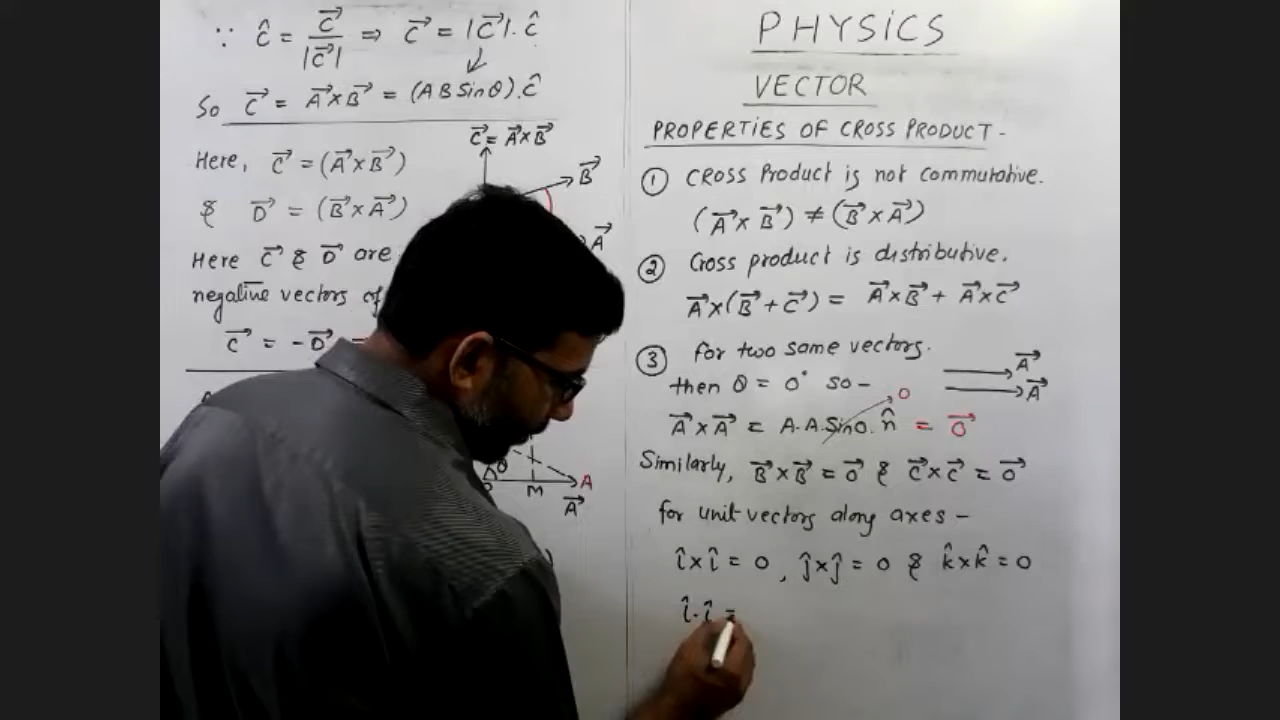 ∵ ĉ = C⃗ / |C⃗| ⇒ C⃗ = |C⃗|. ĉ
So C⃗ = A⃗ × B⃗ = (A B Sinθ). ĉ
Here, C⃗ = (A⃗ × B⃗)
& D⃗ = (B⃗ × A⃗)
Here C⃗ & D⃗ are
negative vectors of
C⃗ = -D⃗
C⃗ = A⃗ × B⃗
B⃗
A⃗
θ
M
A
A⃗
PHYSICS
VECTOR
PROPERTIES OF CROSS PRODUCT -
① CROSS Product is not commutative.
(A⃗ × B⃗) ≠ (B⃗ × A⃗)
② Cross product is distributive.
A⃗ × (B⃗ + C⃗) = A⃗ × B⃗ + A⃗ × C⃗
③ for two same vectors.
A⃗
then θ = 0° so -
A⃗
0
A⃗ × A⃗ = A. A. Sin0. n̂ = 0⃗
Similarly, B⃗ × B⃗ = 0⃗ & C⃗ × C⃗ = 0⃗
for unit vectors along axes -
î × î = 0, ĵ × ĵ = 0 & k̂ × k̂ = 0
î . î =